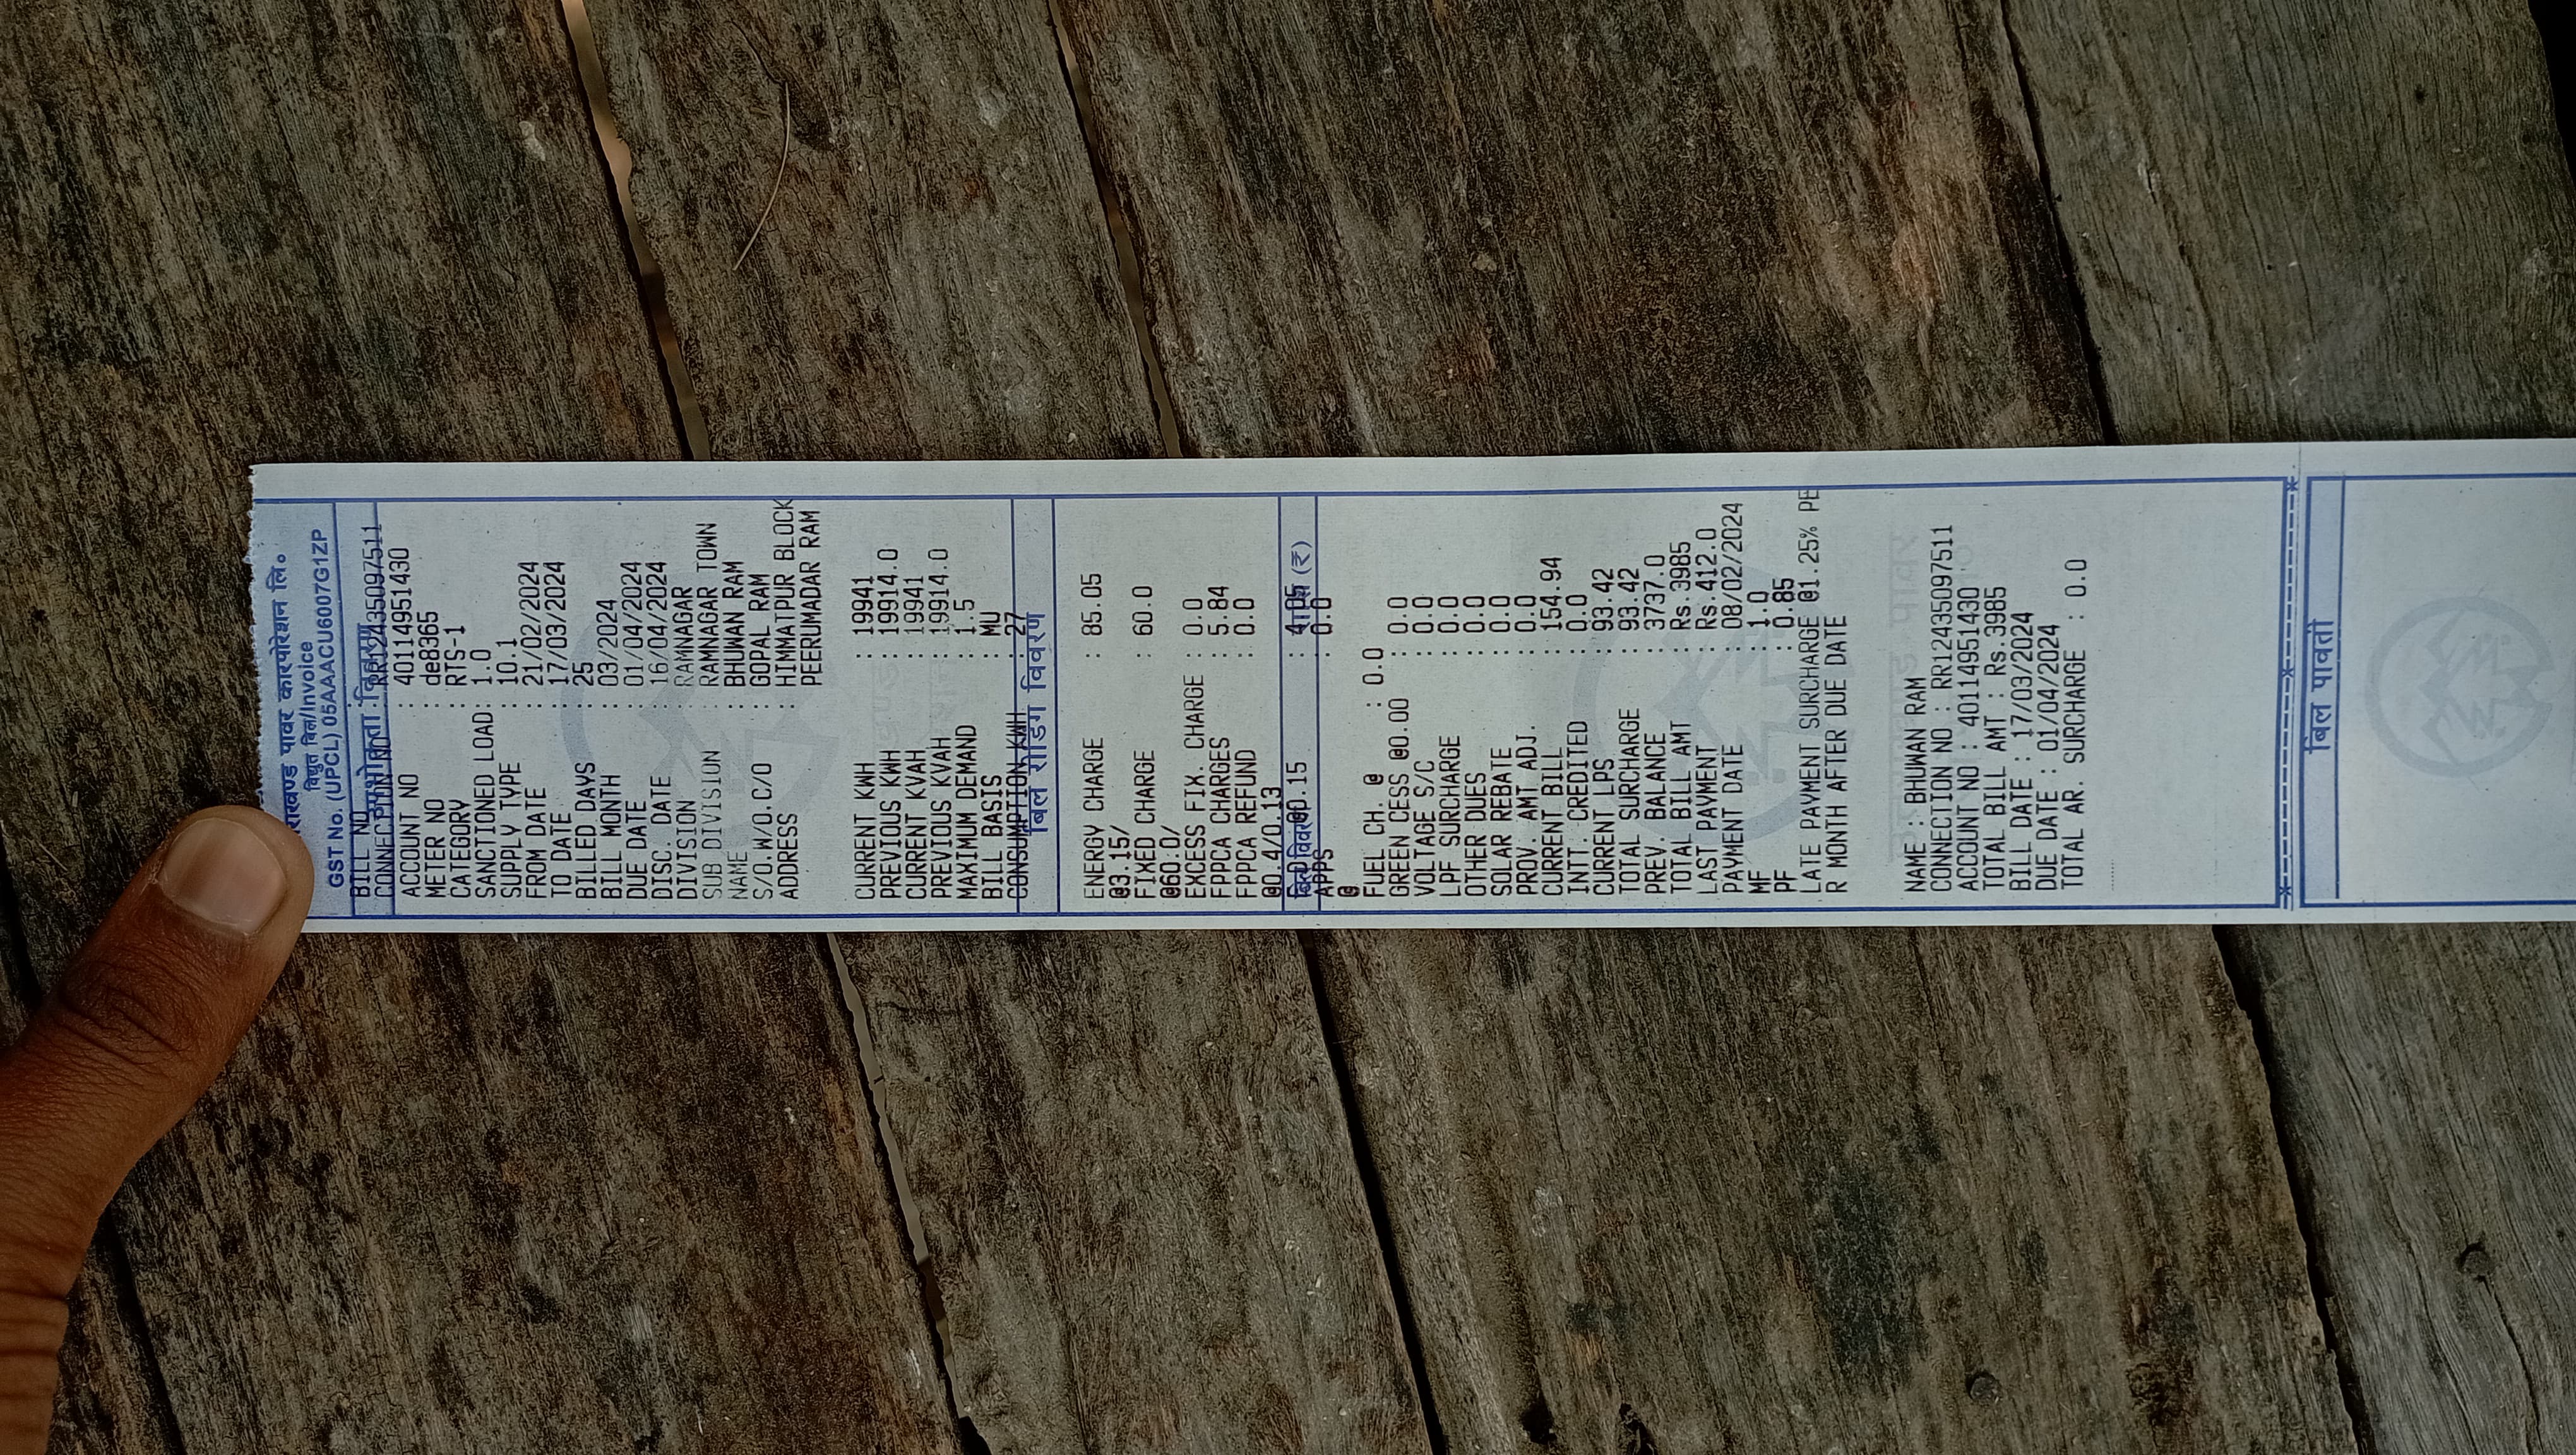 राखण्ड पावर कारपोरेशन लि०
विद्युत बिल/Invoice
GST No. (UPCL) 05AAACU6007G1ZP
BILL NO :
उपभोक्ता विवरण
CONNECTION NO : RR12435097511
ACCOUNT NO : 40114951430
METER NO : de8365
CATEGORY : RTS-1
SANCTIONED LOAD: 1.0
SUPPLY TYPE : 10.1
FROM DATE : 21/02/2024
TO DATE : 17/03/2024
BILLED DAYS : 25
BILL MONTH : 03/2024
DUE DATE : 01/04/2024
DISC. DATE : 16/04/2024
DIVISION : RAMNAGAR
SUB DIVISION : RAMNAGAR TOWN
NAME : BHUWAN RAM
S/O.W/O.C/O : GOPAL RAM
ADDRESS : HIMMATPUR BLOCK
PEERUMADAR RAM
CURRENT KWH : 19941
PREVIOUS KWH : 19914.0
CURRENT KVAH : 19941
PREVIOUS KVAH : 19914.0
MAXIMUM DEMAND : 1.5
BILL BASIS : MU
CONSUMPTION KWH : 27
बिल रीडिंग विवरण
ENERGY CHARGE : 85.05
@3.15/
FIXED CHARGE : 60.0
@60.0/
EXCESS FIX. CHARGE : 0.0
FPPCA CHARGES : 5.84
FPPCA REFUND : 0.0
@0.4/0.13
बिल विवरण राशि (₹)
@0.15 : 4.05
APPS : 0.0
@
FUEL CH. @ : 0.0
GREEN CESS @0.00 : 0.0
VOLTAGE S/C : 0.0
LPF SURCHARGE : 0.0
OTHER DUES : 0.0
SOLAR REBATE : 0.0
PROV. AMT ADJ. : 0.0
CURRENT BILL : 154.94
INTT. CREDITED : 0.0
CURRENT LPS : 93.42
TOTAL SURCHARGE : 93.42
PREV. BALANCE : 3737.0
TOTAL BILL AMT : Rs.3985
LAST PAYMENT : Rs.412.0
PAYMENT DATE : 08/02/2024
MF : 1.0
PF : 0.85
LATE PAYMENT SURCHARGE @1.25% PE
R MONTH AFTER DUE DATE
उत्तराखण्ड पावर
NAME : BHUWAN RAM
CONNECTION NO : RR12435097511
ACCOUNT NO : 40114951430
TOTAL BILL AMT : Rs.3985
BILL DATE : 17/03/2024
DUE DATE : 01/04/2024
TOTAL AR. SURCHARGE : 0.0
बिल पावती